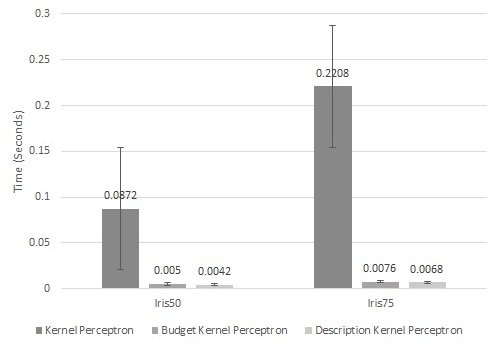 0.3
0.25
0.2
0.15
0.1
0.05
0
Time (Seconds)
0.0872
0.005
0.0042
0.2208
0.0076
0.0068
Iris50
Iris75
Kernel Perceptron
Budget Kernel Perceptron
Description Kernel Perceptron